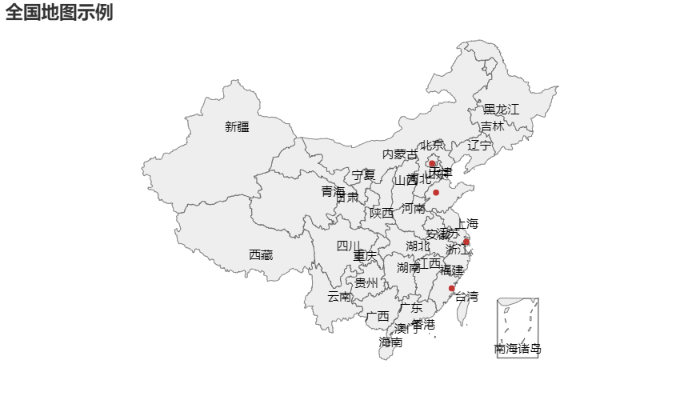 全国地图示例
黑龙江
吉林
新疆
辽宁
北京
内蒙古
天津
宁夏
山西
河北
青海
甘肃
陕西
河南
上海
江苏
安徽
四川
湖北
浙江
重庆
西藏
湖南
江西
福建
贵州
云南
台湾
广东
广西
香港
澳门
海南
南海诸岛